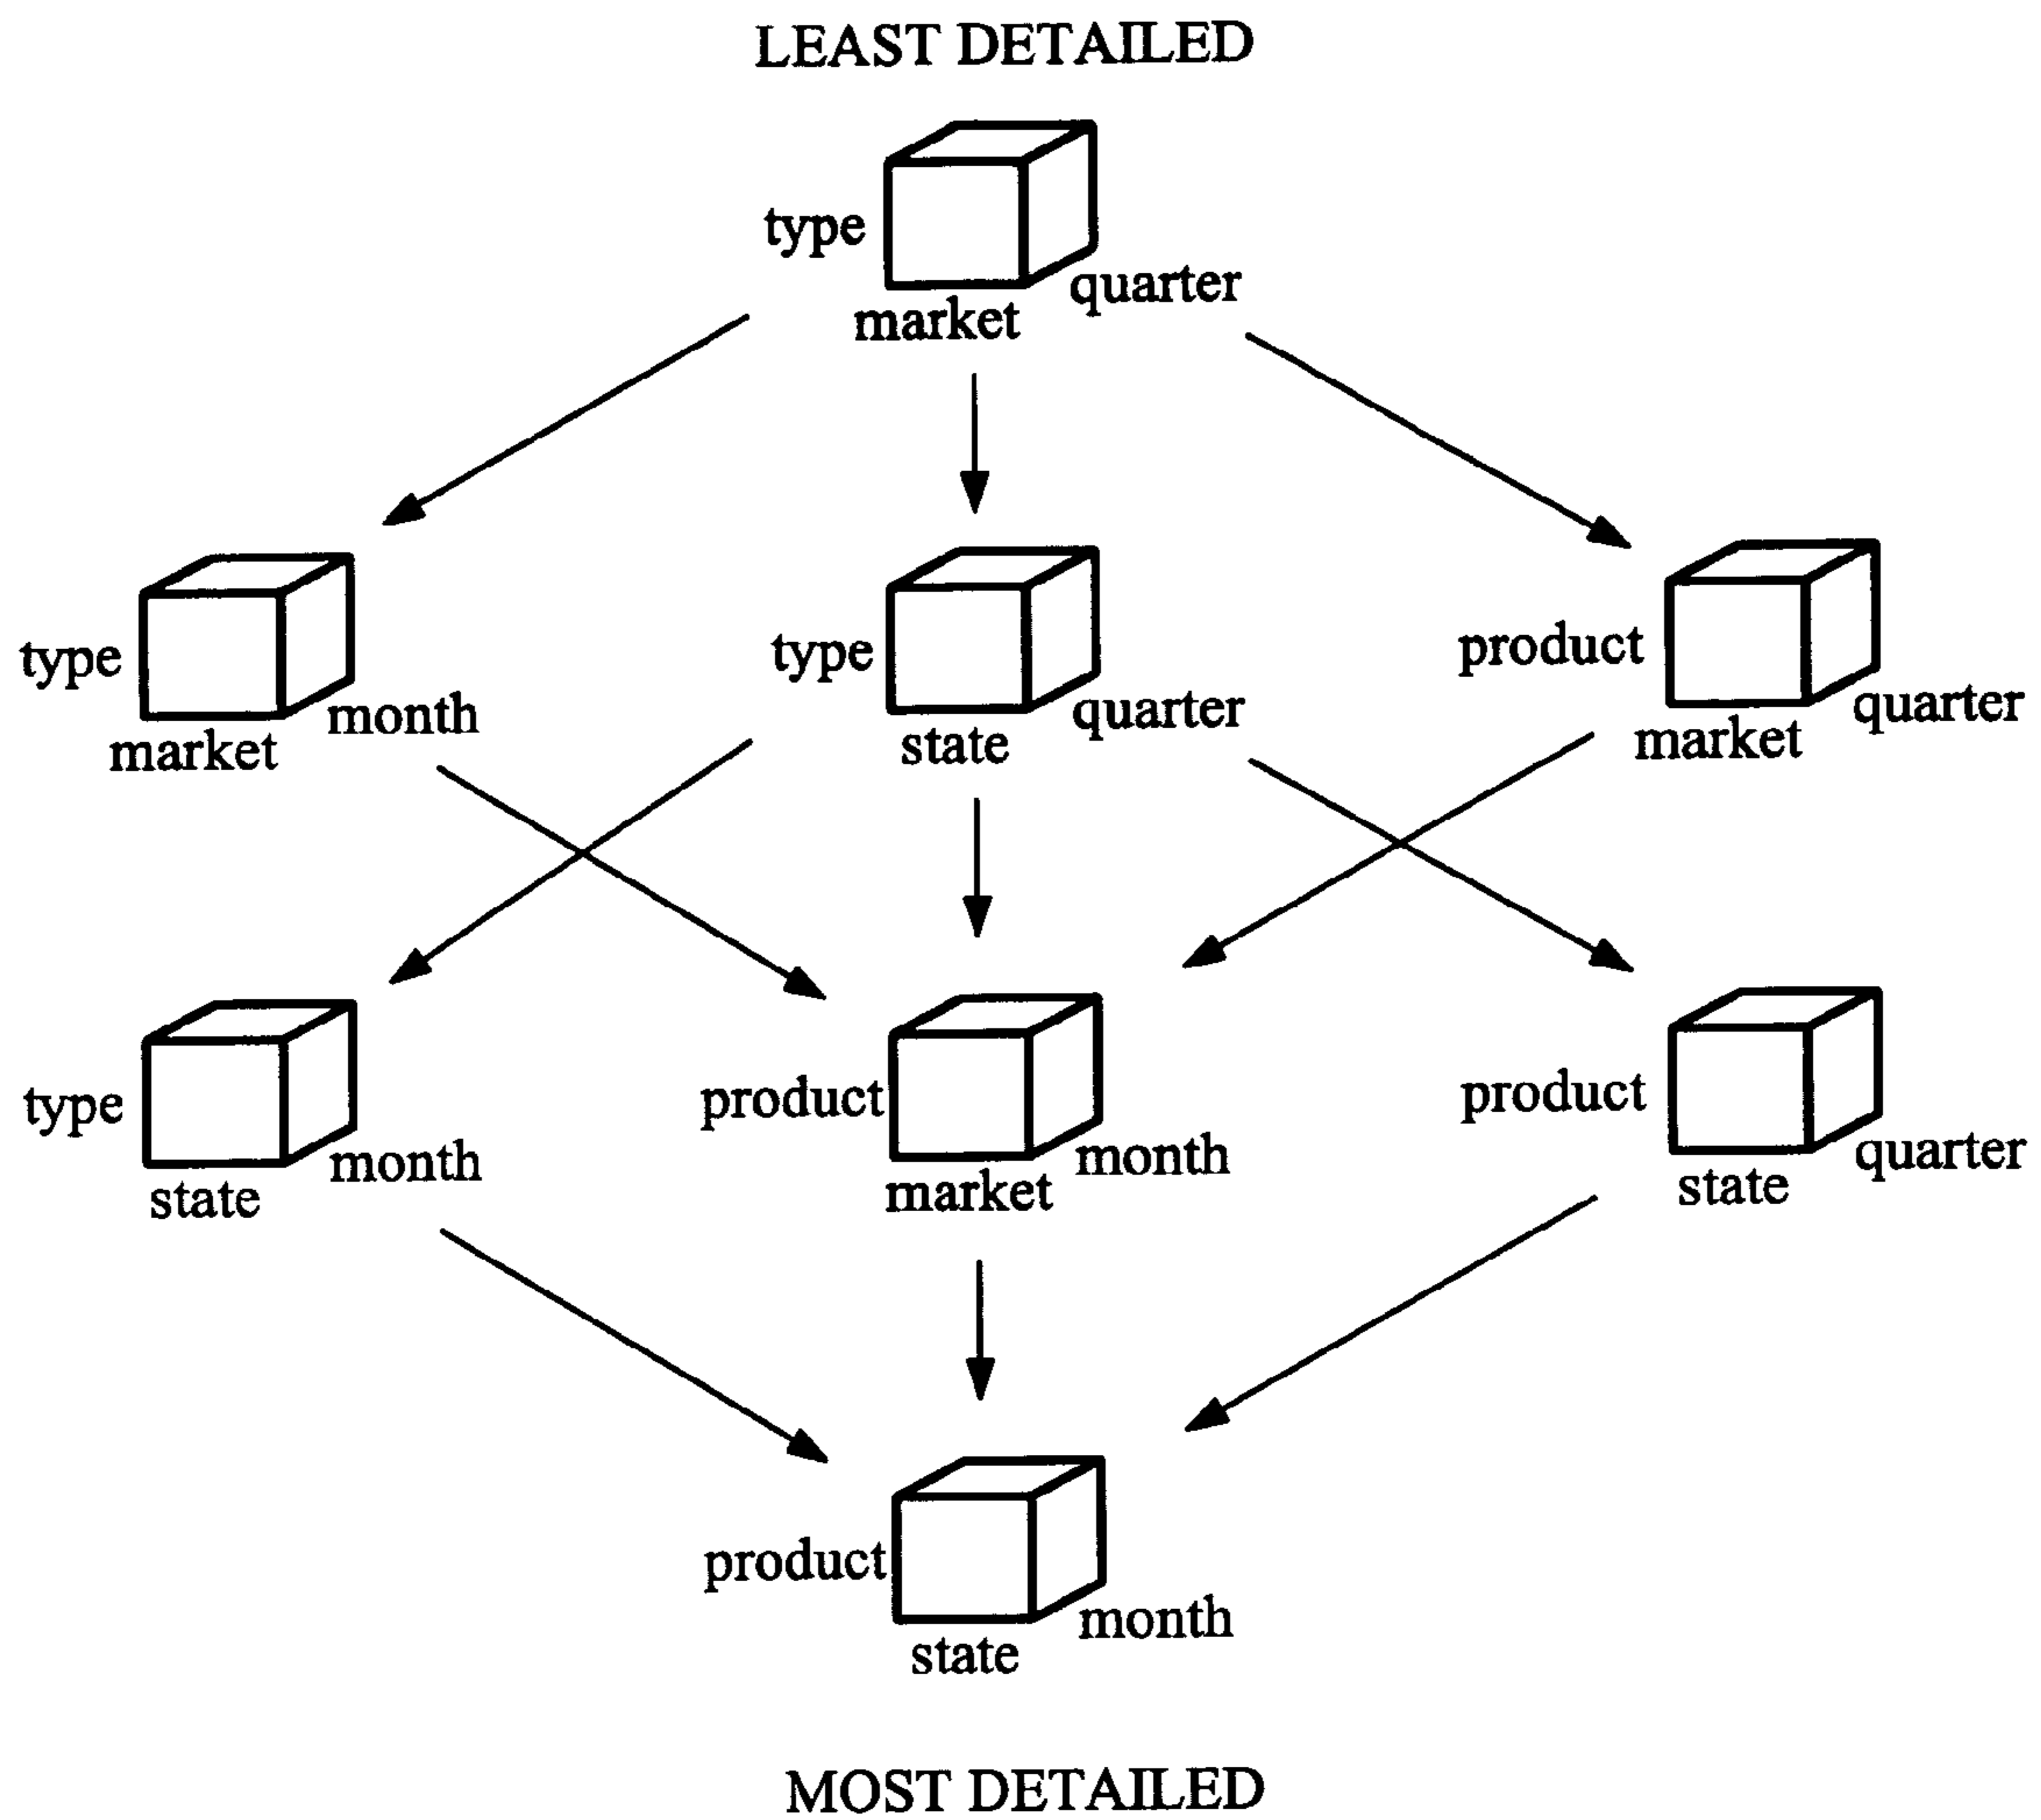 LEAST DETAILED
type
quarter
market
type
month
market
type
quarter
state
product
quarter
market
type
month
state
product
month
market
product
quarter
state
product
month
state
MOST DETAILED